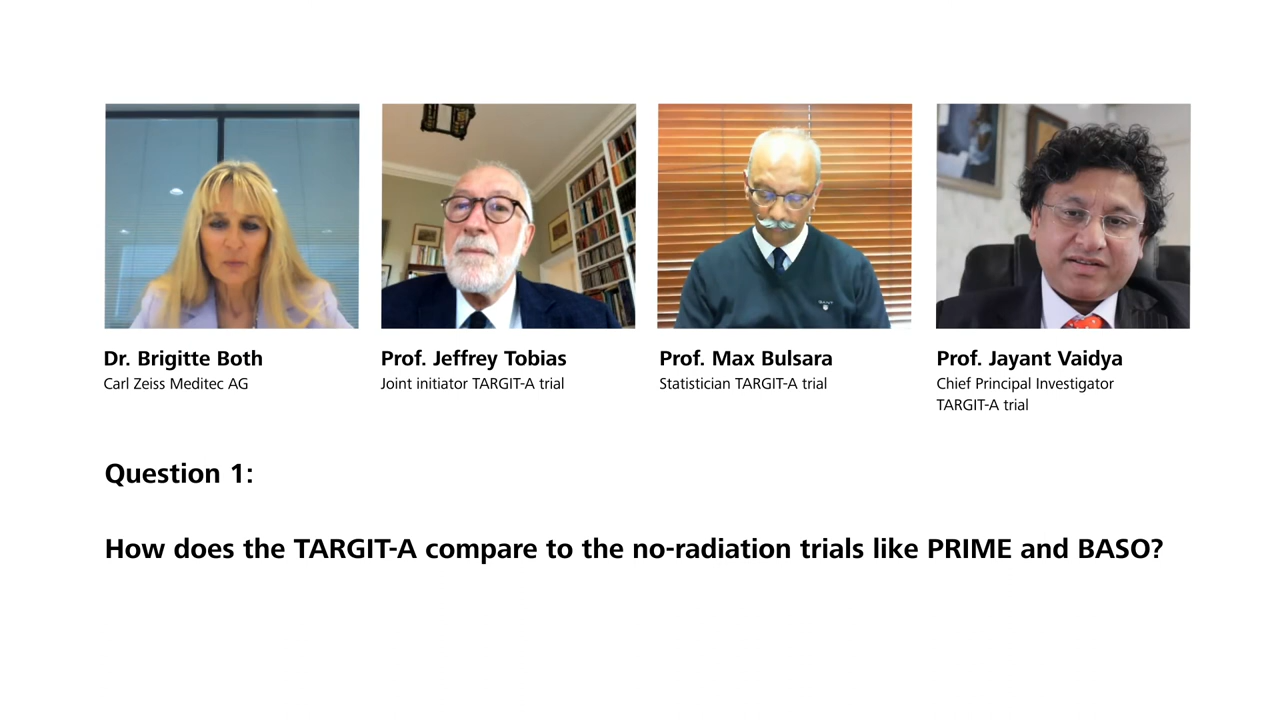 Dr. Brigitte Both
Carl Zeiss Meditec AG
Prof. Jeffrey Tobias
Joint initiator TARGIT-A trial
Prof. Max Bulsara
Statistician TARGIT-A trial
Prof. Jayant Vaidya
Chief Principal Investigator
TARGIT-A trial
Question 1:
How does the TARGIT-A compare to the no-radiation trials like PRIME and BASO?